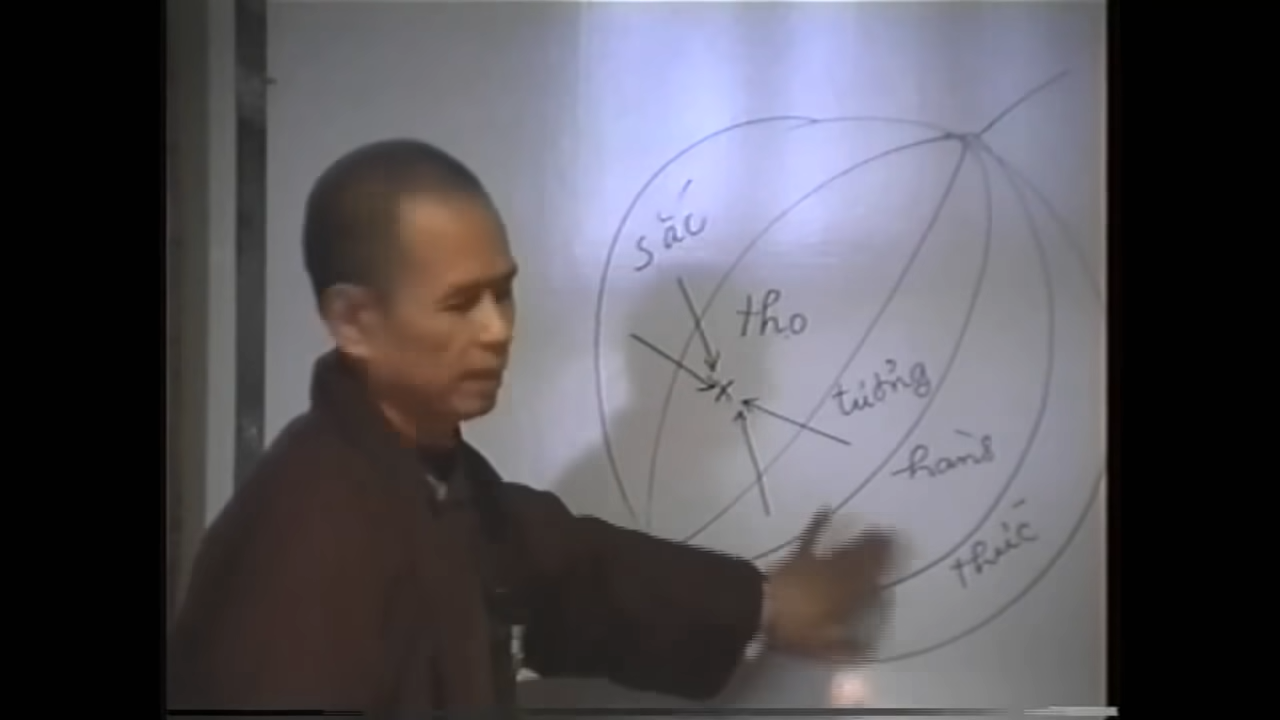 sắc
thọ
x
tưởng
hành
thức